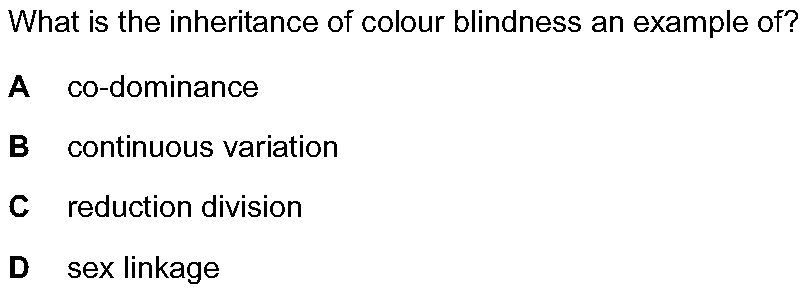 What is the inheritance of colour blindness an example of?
A co-dominance
B continuous variation
C reduction division
D sex linkage